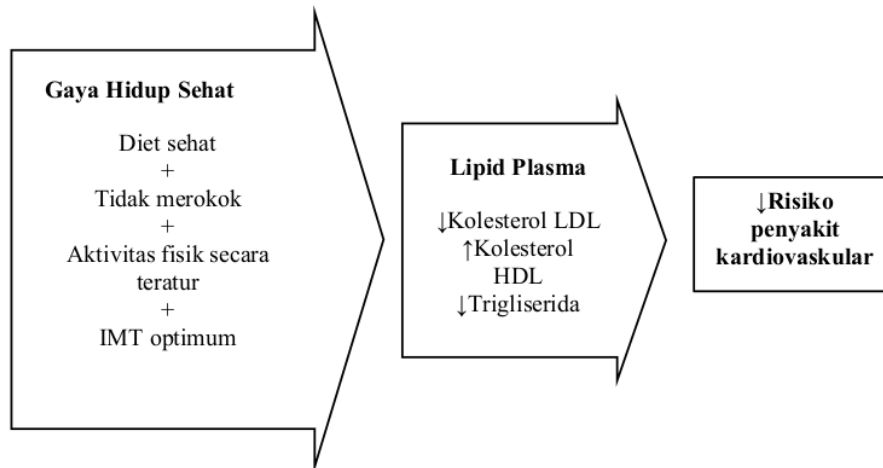 Gaya Hidup Sehat
Diet sehat
+
Tidak merokok
+
Aktivitas fisik secara
teratur
+
IMT optimum
Lipid Plasma
↓Kolesterol LDL
↑Kolesterol
HDL
↓Trigliserida
↓Risiko
penyakit
kardiovaskular